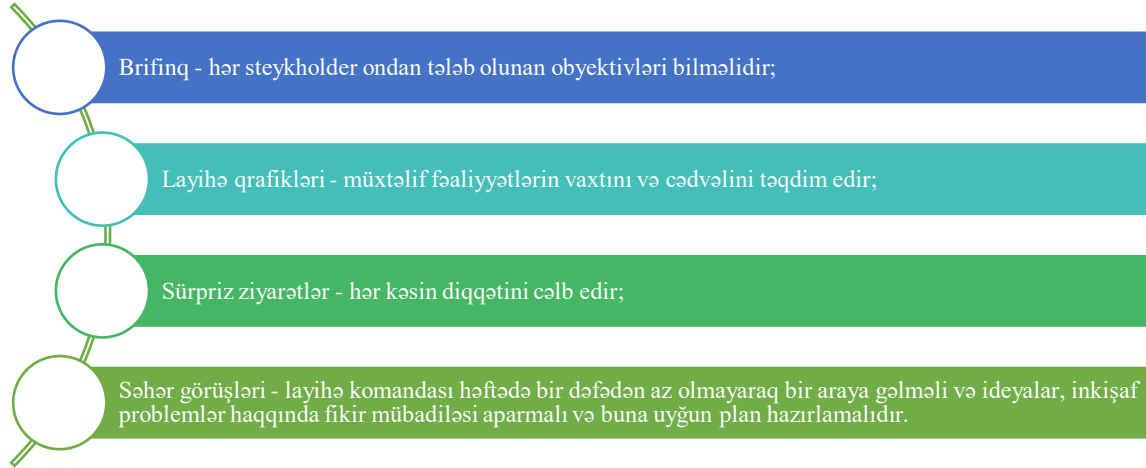 Brifinq - hər steykholder ondan tələb olunan obyektivləri bilməlidir;
Layihə qrafikləri - müxtəlif fəaliyyətlərin vaxtını və cədvəlini təqdim edir;
Sürpriz ziyarətlər - hər kəsin diqqətini cəlb edir;
Səhər görüşləri - layihə komandası həftədə bir dəfədən az olmayaraq bir araya gəlməli və ideyalar, inkişaf
problemlər haqqında fikir mübadiləsi aparmalı və buna uyğun plan hazırlamalıdır.